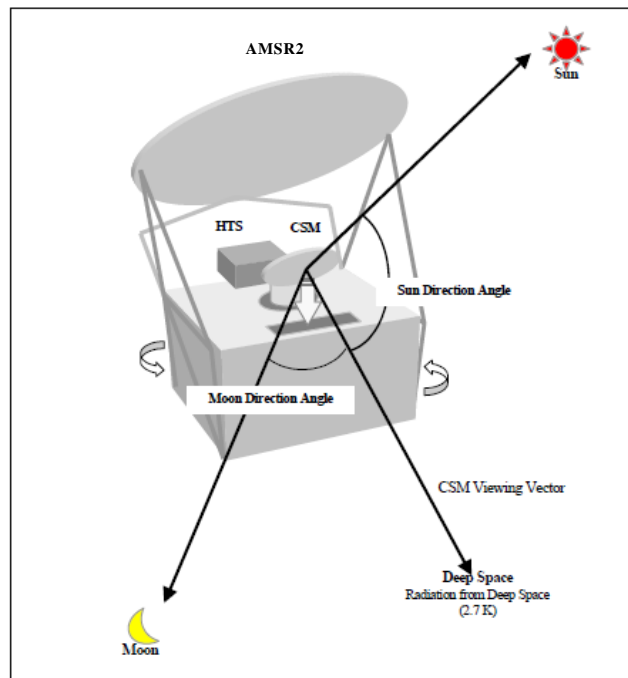 AMSR2
Sun
HTS
CSM
Sun Direction Angle
Moon Direction Angle
CSM Viewing Vector
Deep Space
Radiation from Deep Space
(2.7 K)
Moon